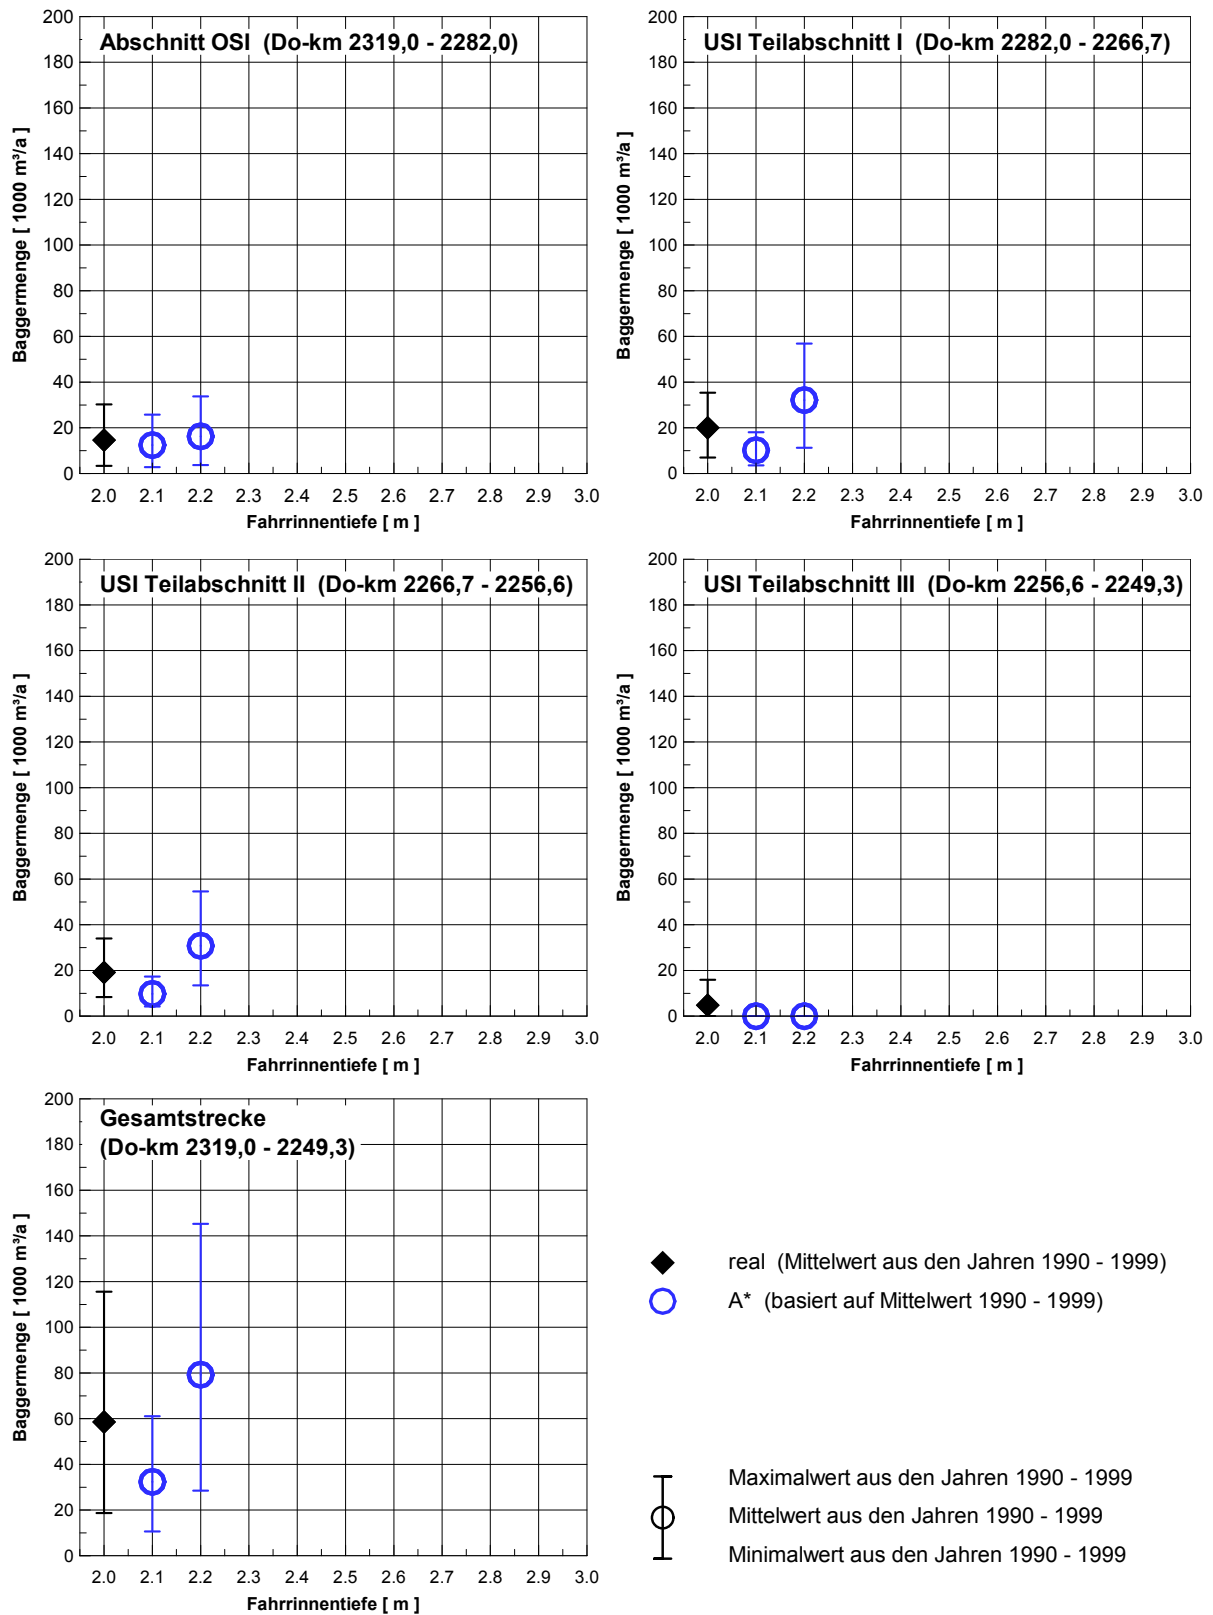 Abschnitt OSI (Do-km 2319,0 - 2282,0)
200
180
160
140
120
100
80
60
40
20
0
Baggermenge [ 1000 m³/a ]
2.0 2.1 2.2 2.3 2.4 2.5 2.6 2.7 2.8 2.9 3.0
Fahrrinnentiefe [ m ]
USI Teilabschnitt I (Do-km 2282,0 - 2266,7)
200
180
160
140
120
100
80
60
40
20
0
Baggermenge [ 1000 m³/a ]
2.0 2.1 2.2 2.3 2.4 2.5 2.6 2.7 2.8 2.9 3.0
Fahrrinnentiefe [ m ]
USI Teilabschnitt II (Do-km 2266,7 - 2256,6)
200
180
160
140
120
100
80
60
40
20
0
Baggermenge [ 1000 m³/a ]
2.0 2.1 2.2 2.3 2.4 2.5 2.6 2.7 2.8 2.9 3.0
Fahrrinnentiefe [ m ]
USI Teilabschnitt III (Do-km 2256,6 - 2249,3)
200
180
160
140
120
100
80
60
40
20
0
Baggermenge [ 1000 m³/a ]
2.0 2.1 2.2 2.3 2.4 2.5 2.6 2.7 2.8 2.9 3.0
Fahrrinnentiefe [ m ]
Gesamtstrecke
(Do-km 2319,0 - 2249,3)
200
180
160
140
120
100
80
60
40
20
0
Baggermenge [ 1000 m³/a ]
2.0 2.1 2.2 2.3 2.4 2.5 2.6 2.7 2.8 2.9 3.0
Fahrrinnentiefe [ m ]
real (Mittelwert aus den Jahren 1990 - 1999)
A* (basiert auf Mittelwert 1990 - 1999)
Maximalwert aus den Jahren 1990 - 1999
Mittelwert aus den Jahren 1990 - 1999
Minimalwert aus den Jahren 1990 - 1999